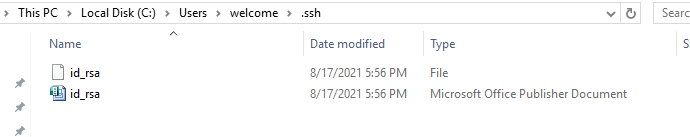 This PC > Local Disk (C:) > Users > welcome > .ssh
Searc
Name Date modified Type
id_rsa 8/17/2021 5:56 PM File
id_rsa 8/17/2021 5:56 PM Microsoft Office Publisher Document